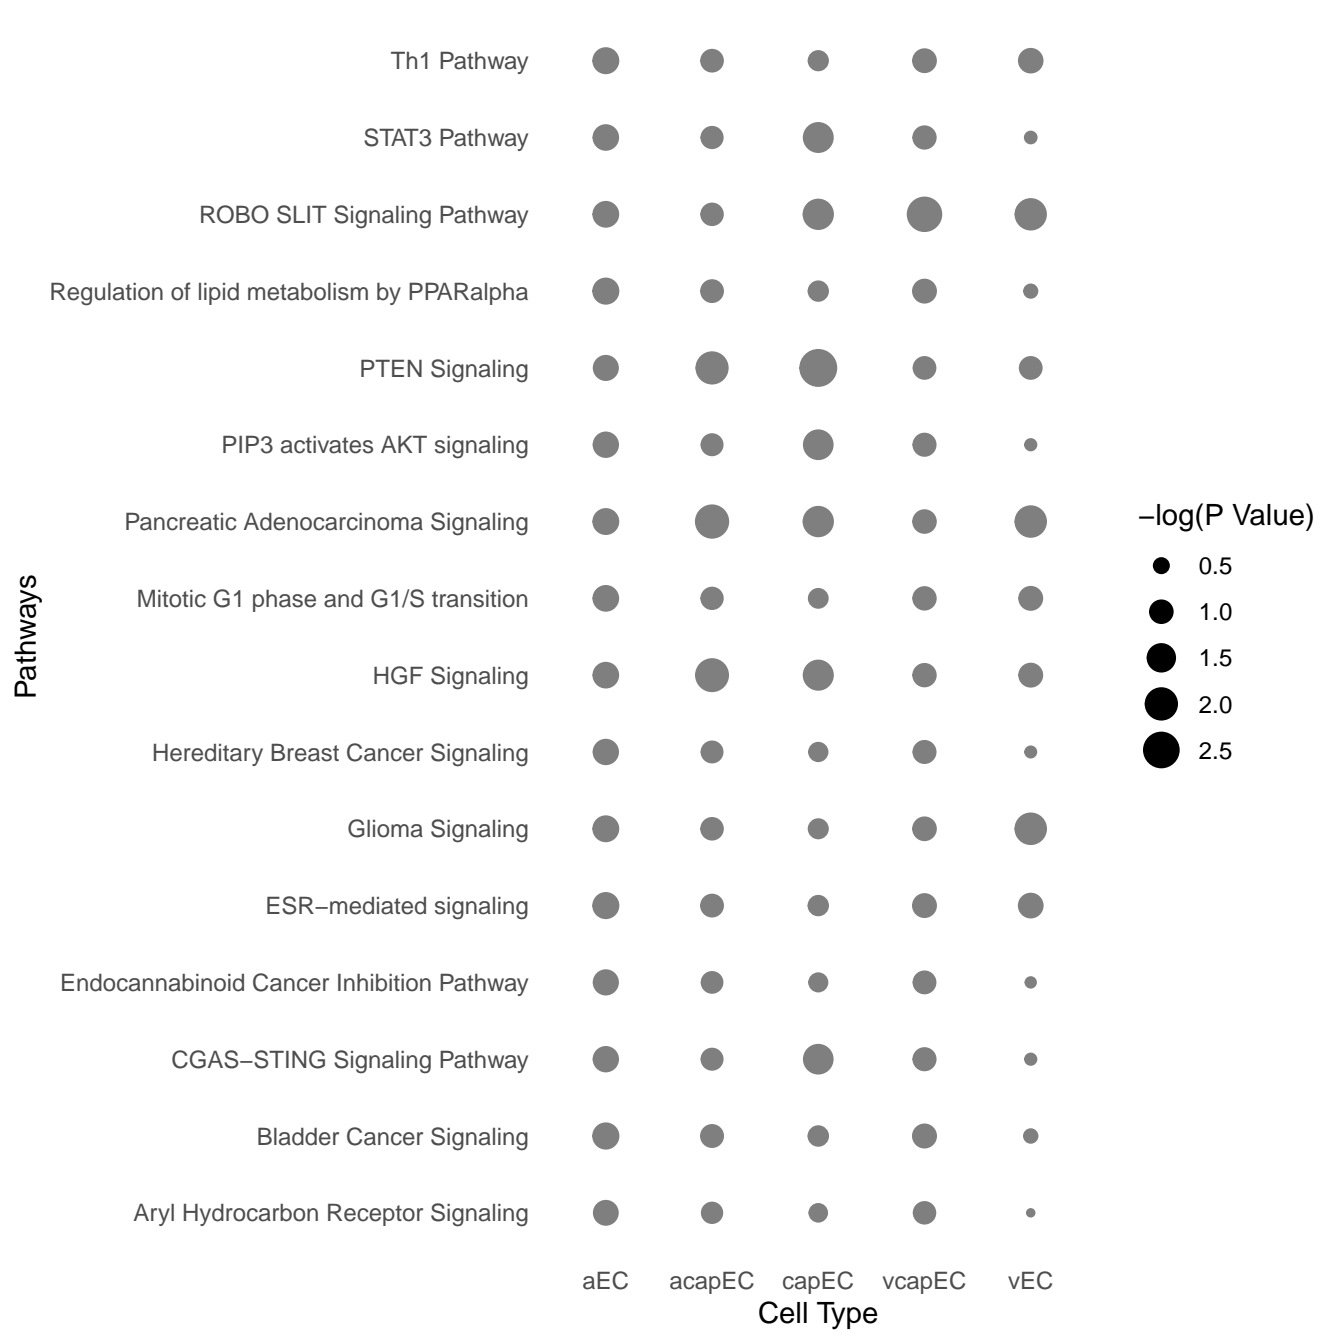 Th1 Pathway
STAT3 Pathway
ROBO SLIT Signaling Pathway
Regulation of lipid metabolism by PPARalpha
PTEN Signaling
PIP3 activates AKT signaling
Pancreatic Adenocarcinoma Signaling
Mitotic G1 phase and G1/S transition
HGF Signaling
Hereditary Breast Cancer Signaling
Glioma Signaling
ESR−mediated signaling
Endocannabinoid Cancer Inhibition Pathway
CGAS−STING Signaling Pathway
Bladder Cancer Signaling
Aryl Hydrocarbon Receptor Signaling
Pathways
aEC acapEC capEC vcapEC vEC
Cell Type
−log(P Value)
0.5
1.0
1.5
2.0
2.5